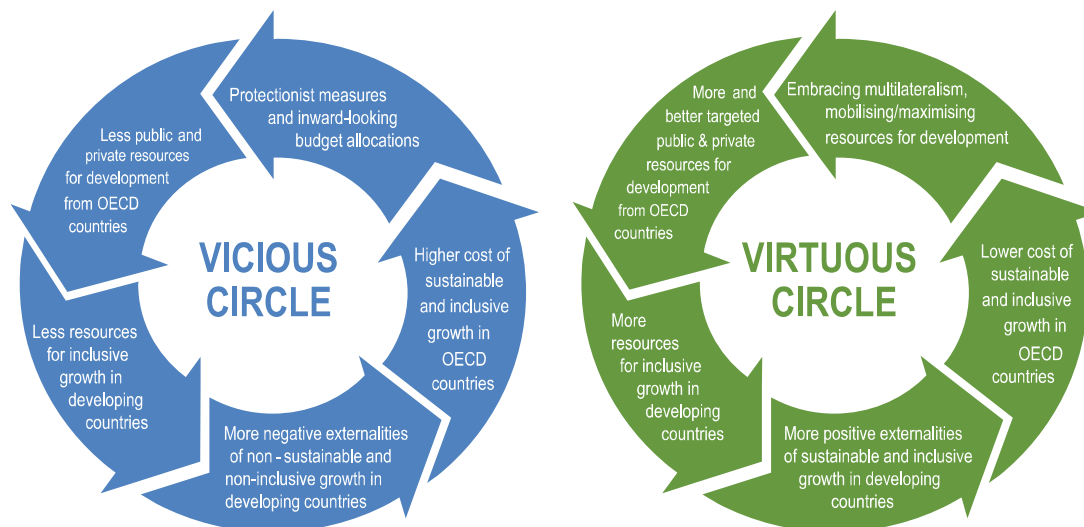 Protectionist measures
and inward-looking
budget allocations
Less public and
private resources
for development
from OECD
countries
Less resources
for inclusive
growth in
developing
countries
More negative externalities
of non - sustainable and
non-inclusive growth in
developing countries
Higher cost of
sustainable
and inclusive
growth in
OECD
countries
VICIOUS
CIRCLE
Embracing multilateralism,
mobilising/maximising
resources for development
More and
better targeted
public & private
resources for
development
from OECD
countries
More
resources
for inclusive
growth in
developing
countries
More positive externalities
of sustainable and inclusive
growth in developing
countries
Lower cost of
sustainable
and inclusive
growth in
OECD
countries
VIRTUOUS
CIRCLE